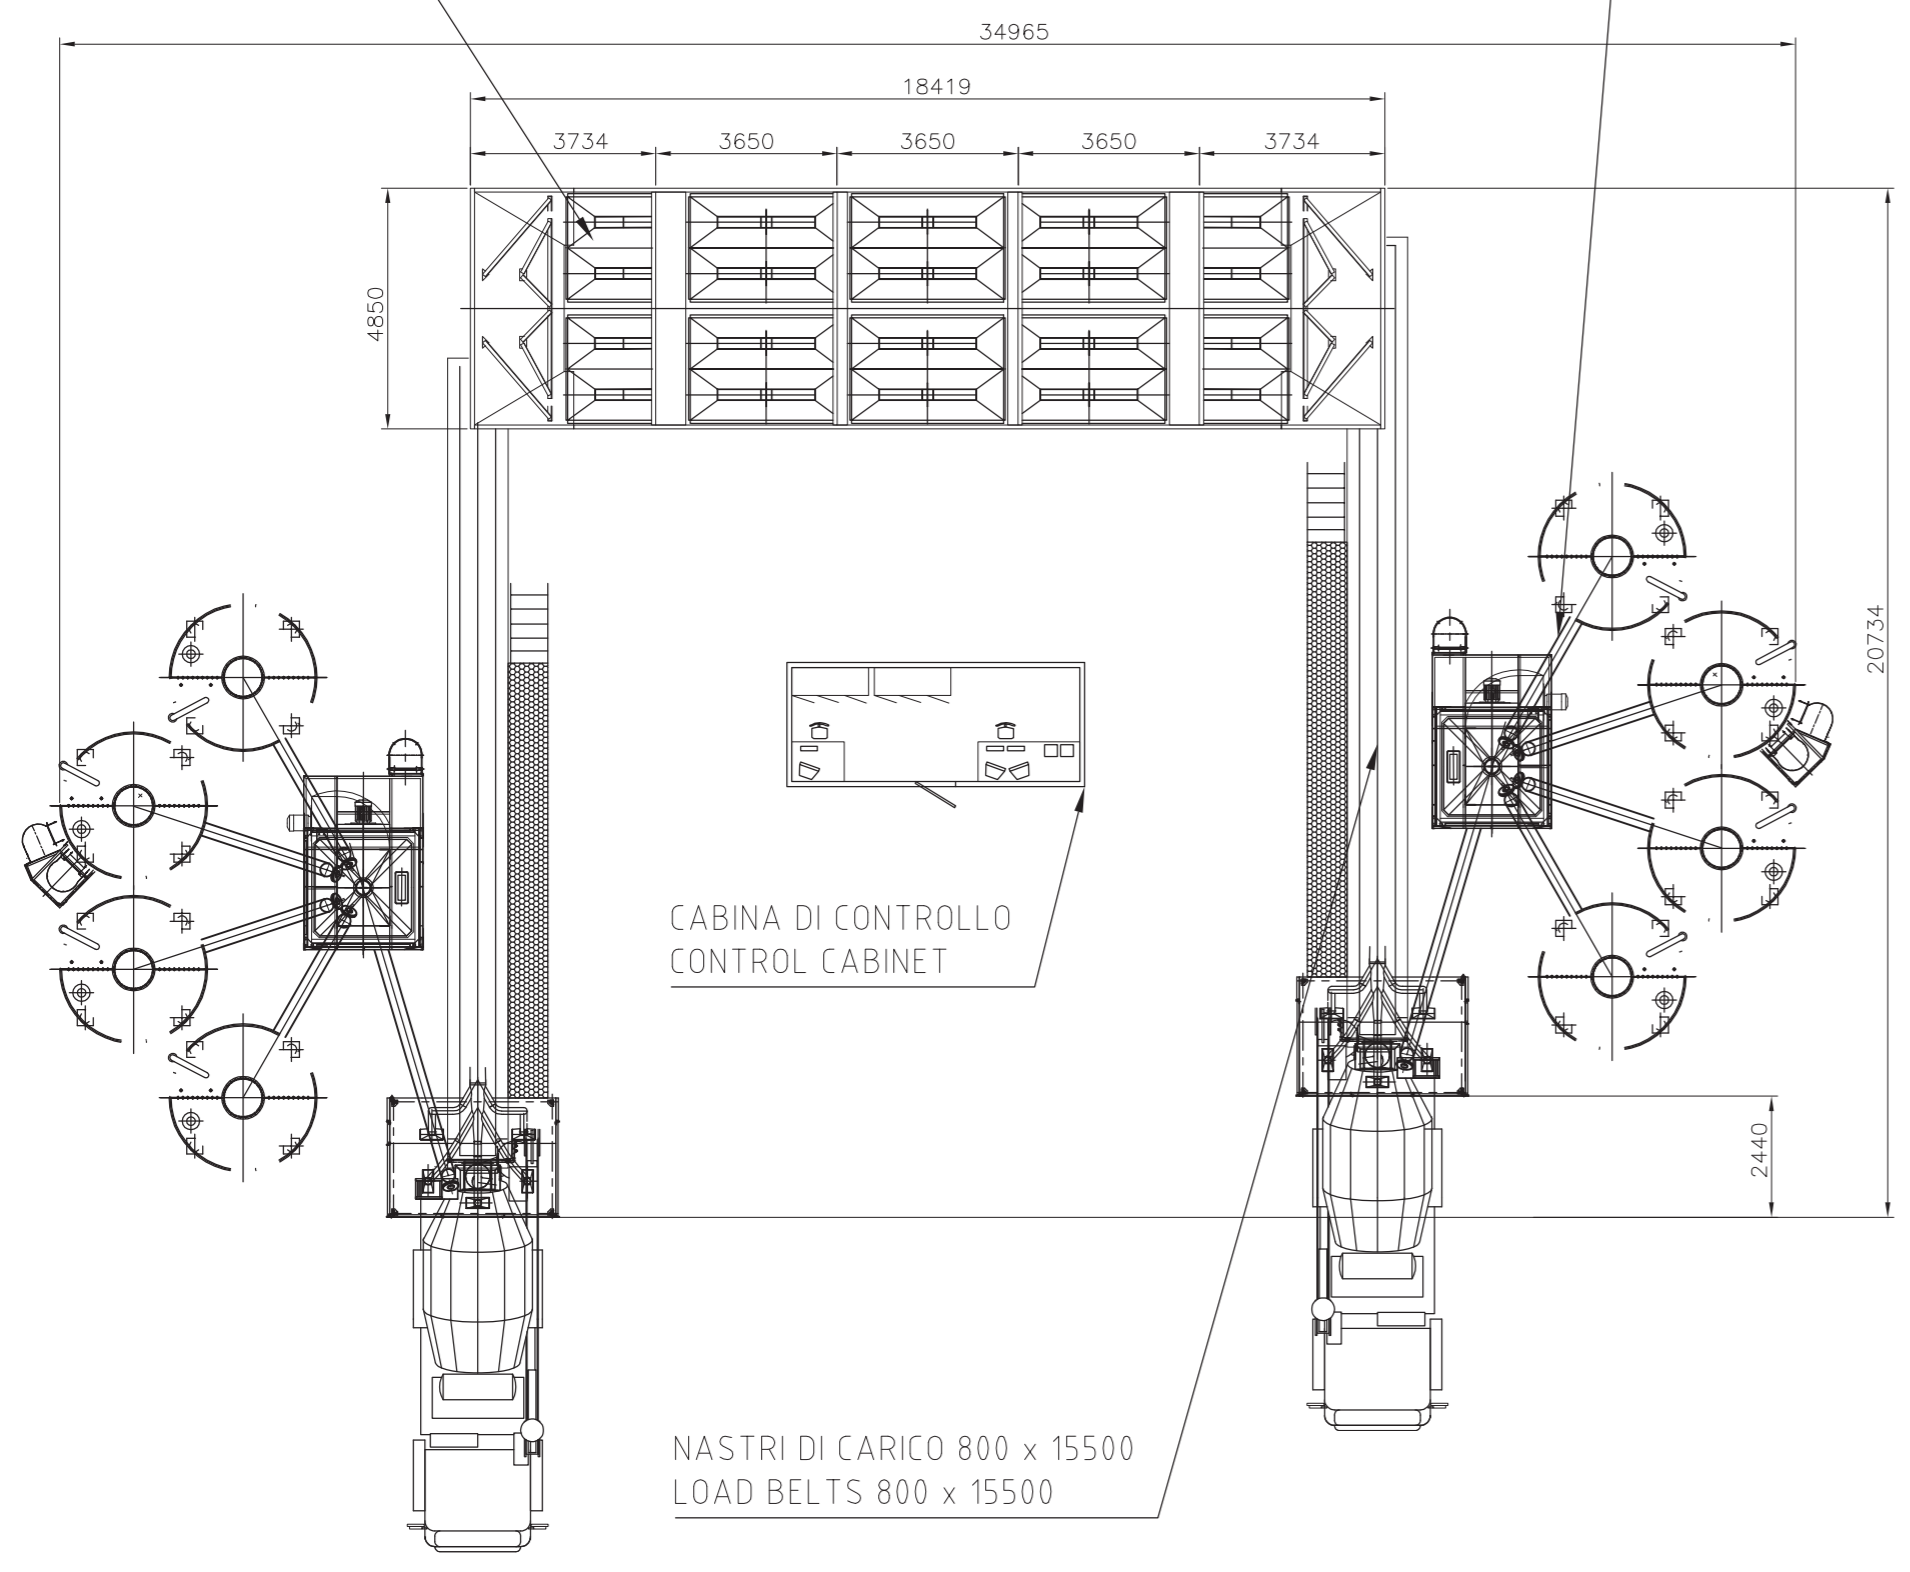 34965
18419
3734 3650 3650 3650 3734
4850
20734
CABINA DI CONTROLLO
CONTROL CABINET
2440
NASTRI DI CARICO 800 x 15500
LOAD BELTS 800 x 15500